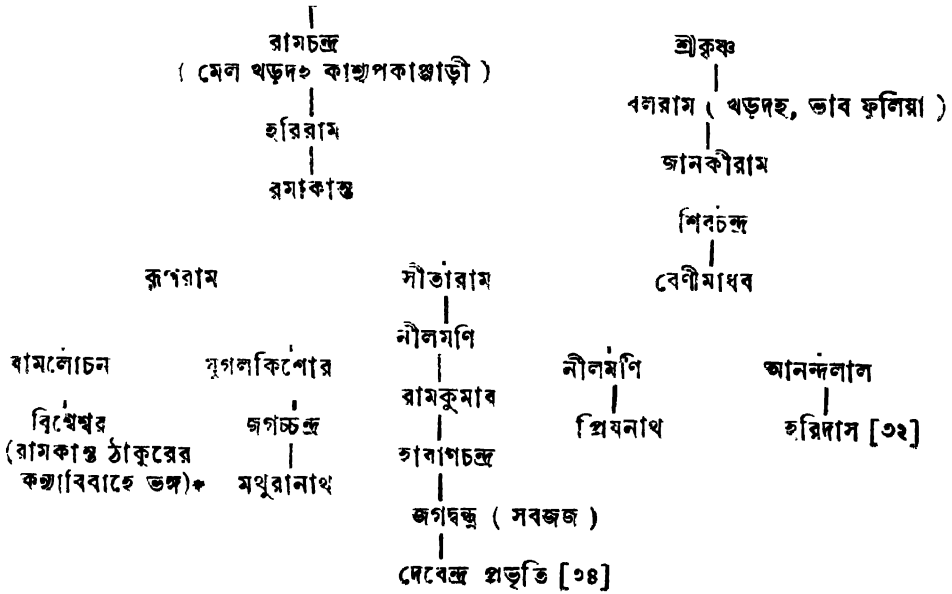 রামচন্দ্র
( মেল খড়দহ কাশ্যপকাঞ্জাড়ী )
হরিরাম
রমাকান্ত
শ্রীকৃষ্ণ
বলরাম ( খড়দহ, ভাব ফুলিয়া )
জানকীরাম
শিবচন্দ্র
বেণীমাধব
রূপরাম
সীতারাম
নীলমণি
রামকুমার
হারাণচন্দ্র
জগদ্বন্ধু ( সবজজ )
দেবেন্দ্র প্রভৃতি [৩৪]
রামলোচন
বিশ্বেশ্বর
(রামকান্ত ঠাকুরের
কন্যাবিবাহে ভঙ্গ)*
যুগলকিশোর
জগচ্চন্দ্র
মথুরানাথ
নীলমণি
প্রিয়নাথ
আনন্দলাল
হরিদাস [৩২]